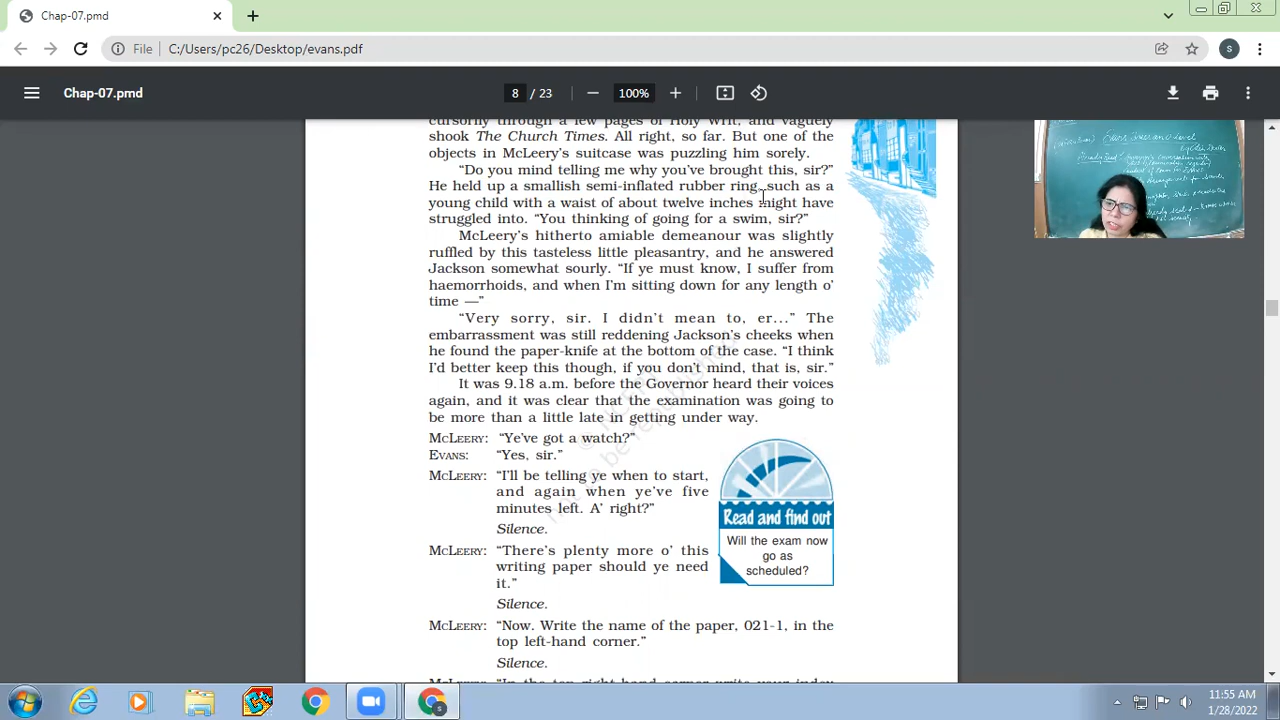 Chap-07.pmd
File
C:/Users/pc26/Desktop/evans.pdf
S
Chap-07.pmd
8 / 23
100%
cursorily through a few pages of Holy Writ, and vaguely
shook The Church Times. All right, so far. But one of the
objects in McLeery's suitcase was puzzling him sorely.
“Do you mind telling me why you've brought this, sir?”
He held up a smallish semi-inflated rubber ring, such as a
young child with a waist of about twelve inches might have
struggled into. “You thinking of going for a swim, sir?”
McLeery's hitherto amiable demeanour was slightly
ruffled by this tasteless little pleasantry, and he answered
Jackson somewhat sourly. “If ye must know, I suffer from
haemorrhoids, and when I'm sitting down for any length o'
time —”
“Very sorry, sir. I didn't mean to, er...” The
embarrassment was still reddening Jackson's cheeks when
he found the paper-knife at the bottom of the case. “I think
I'd better keep this though, if you don't mind, that is, sir.”
It was 9.18 a.m. before the Governor heard their voices
again, and it was clear that the examination was going to
be more than a little late in getting under way.
MCLEERY: “Ye've got a watch?”
EVANS: “Yes, sir.”
MCLEERY: “I'll be telling ye when to start,
and again when ye've five
minutes left. A' right?”
Silence.
MCLEERY: “There's plenty more o' this
writing paper should ye need
it.”
Silence.
Read and find out
Will the exam now
go as
scheduled?
MCLEERY: “Now. Write the name of the paper, 021-1, in the
top left-hand corner.”
Silence.
MCLEERY: “In the top right-hand corner write your index
11:55 AM
1/28/2022